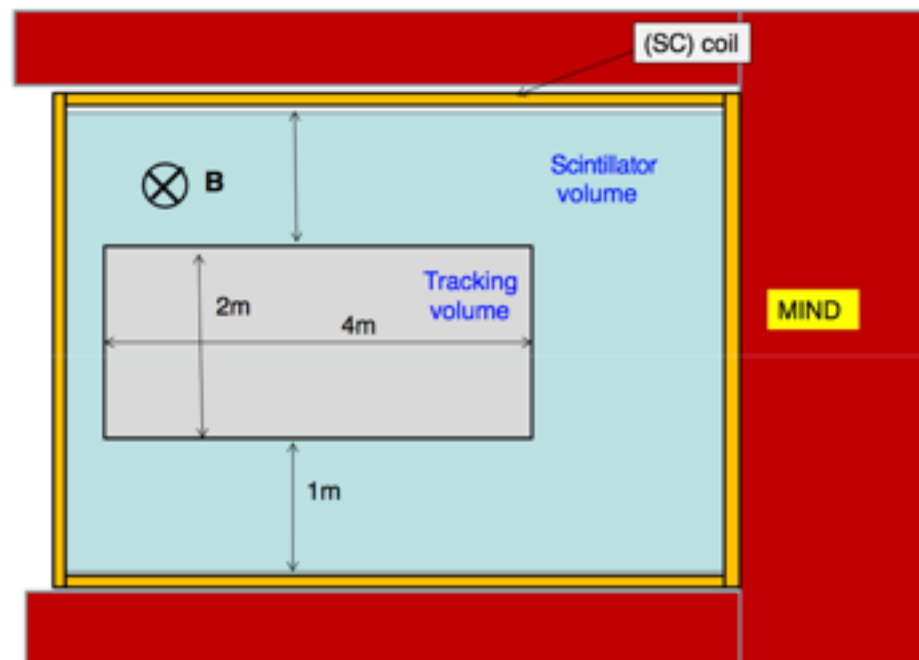 (SC) coil
B
Scintillator
volume
Tracking
volume
2m
4m
MIND
1m